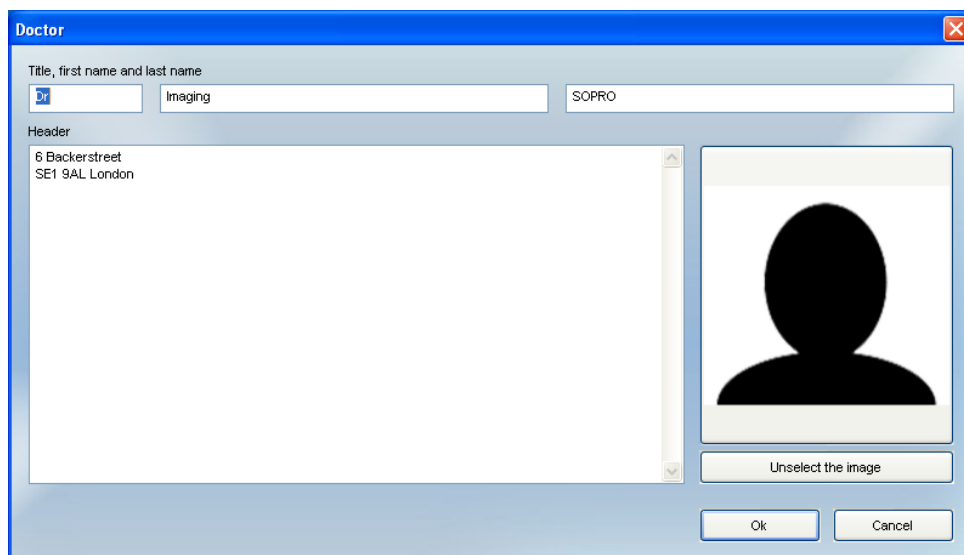 Doctor
Title, first name and last name
Dr Imaging SOPRO
Header
6 Backerstreet
SE1 9AL London
Unselect the image
Ok Cancel